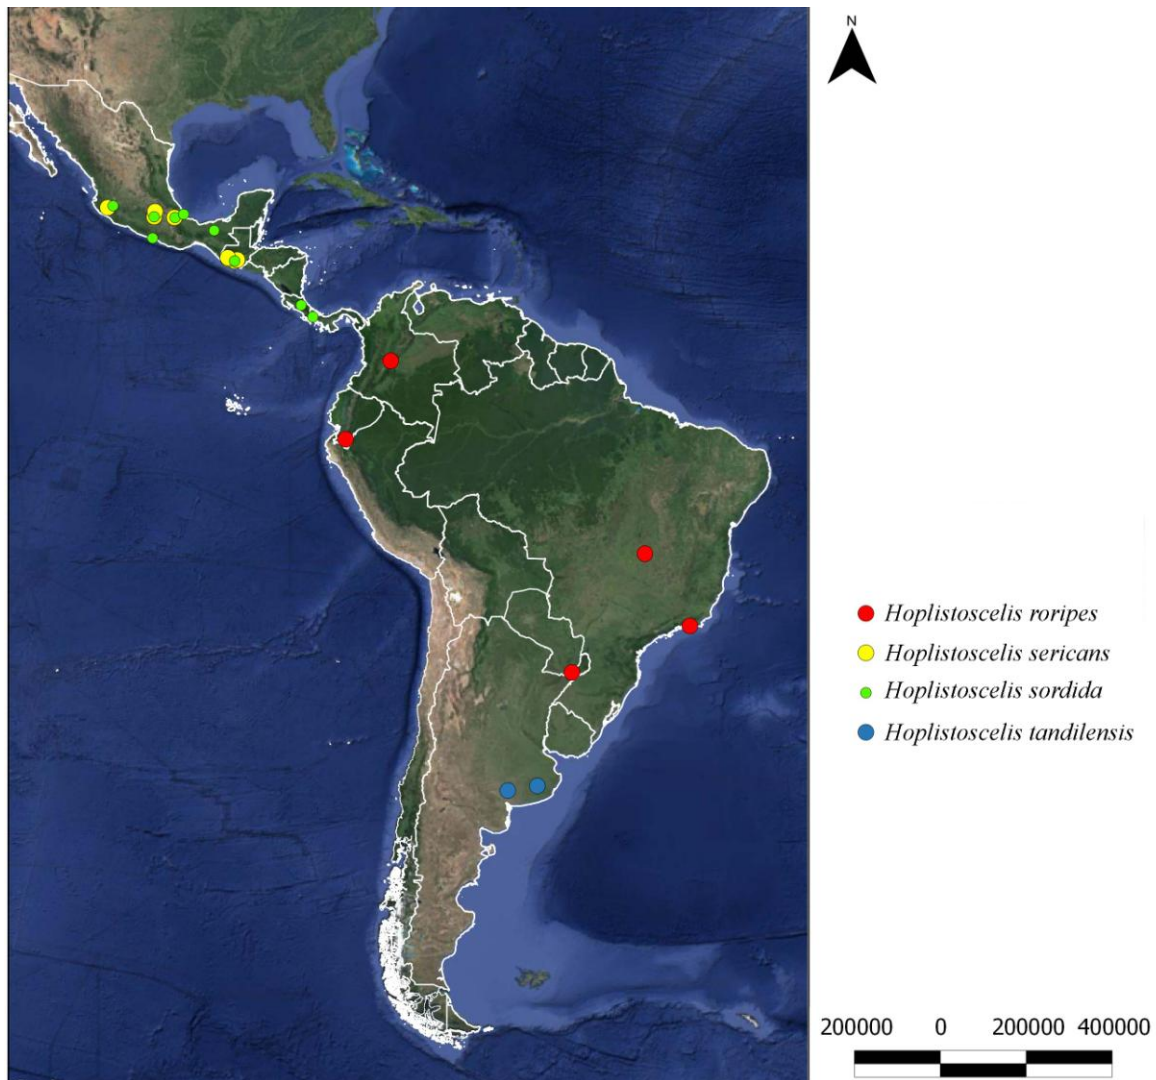 N
Hoplistoscelis roripes
Hoplistoscelis sericans
Hoplistoscelis sordida
Hoplistoscelis tandilensis
200000 0 200000 400000